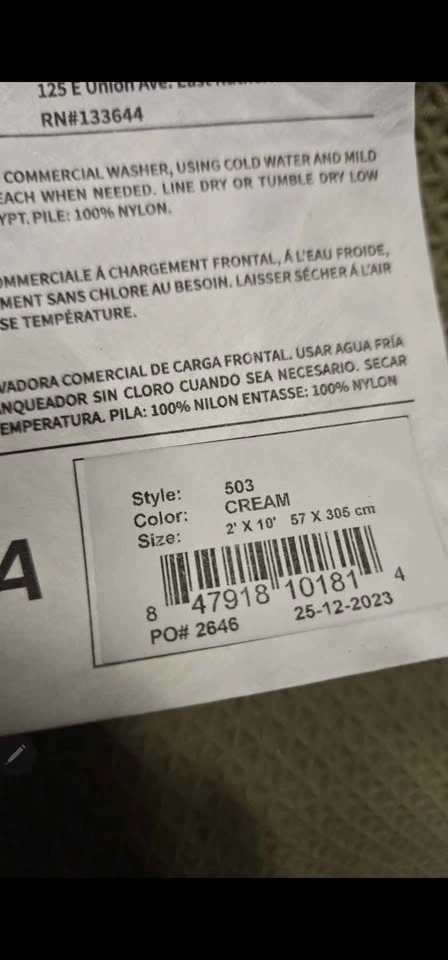 125 E Union Ave.
RN#133644
COMMERCIAL WASHER, USING COLD WATER AND MILD
EACH WHEN NEEDED. LINE DRY OR TUMBLE DRY LOW
YPT. PILE: 100% NYLON.
OMMERCIALE Á CHARGEMENT FRONTAL, Á L'EAU FROIDE,
MENT SANS CHLORE AU BESOIN. LAISSER SÉCHER Á L'AIR
SE TEMPÉRATURE.
VADORA COMERCIAL DE CARGA FRONTAL. USAR AGUA FRÍA
NQUEADOR SIN CLORO CUANDO SEA NECESARIO. SECAR
EMPERATURA. PILA: 100% NILON ENTASSE: 100% NYLON
A
Style: 503
Color: CREAM
Size: 2' X 10' 57 X 305 cm
8 47918 10181 4
PO# 2646 25-12-2023